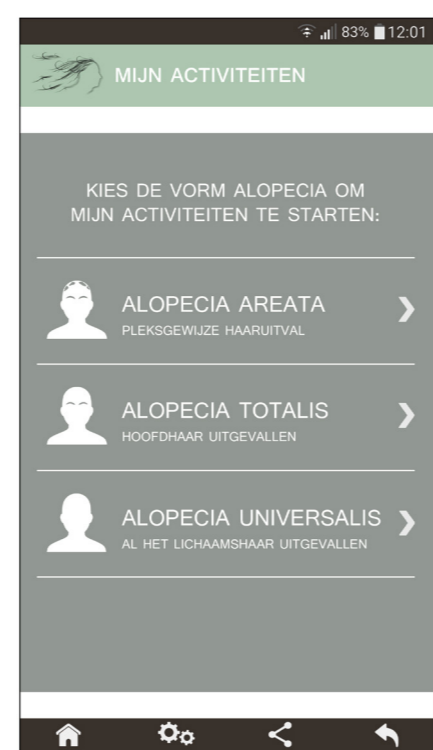 83% 12:01
MIJN ACTIVITEITEN
KIES DE VORM ALOPECIA OM
MIJN ACTIVITEITEN TE STARTEN:
ALOPECIA AREATA
PLEKSGEWIJZE HAARUITVAL
ALOPECIA TOTALIS
HOOFDHAAR UITGEVALLEN
ALOPECIA UNIVERSALIS
AL HET LICHAAMSHAAR UITGEVALLEN